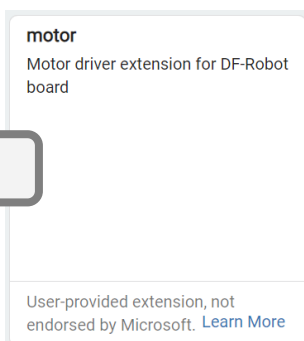 motor
Motor driver extension for DF-Robot
board
User-provided extension, not
endorsed by Microsoft. Learn More